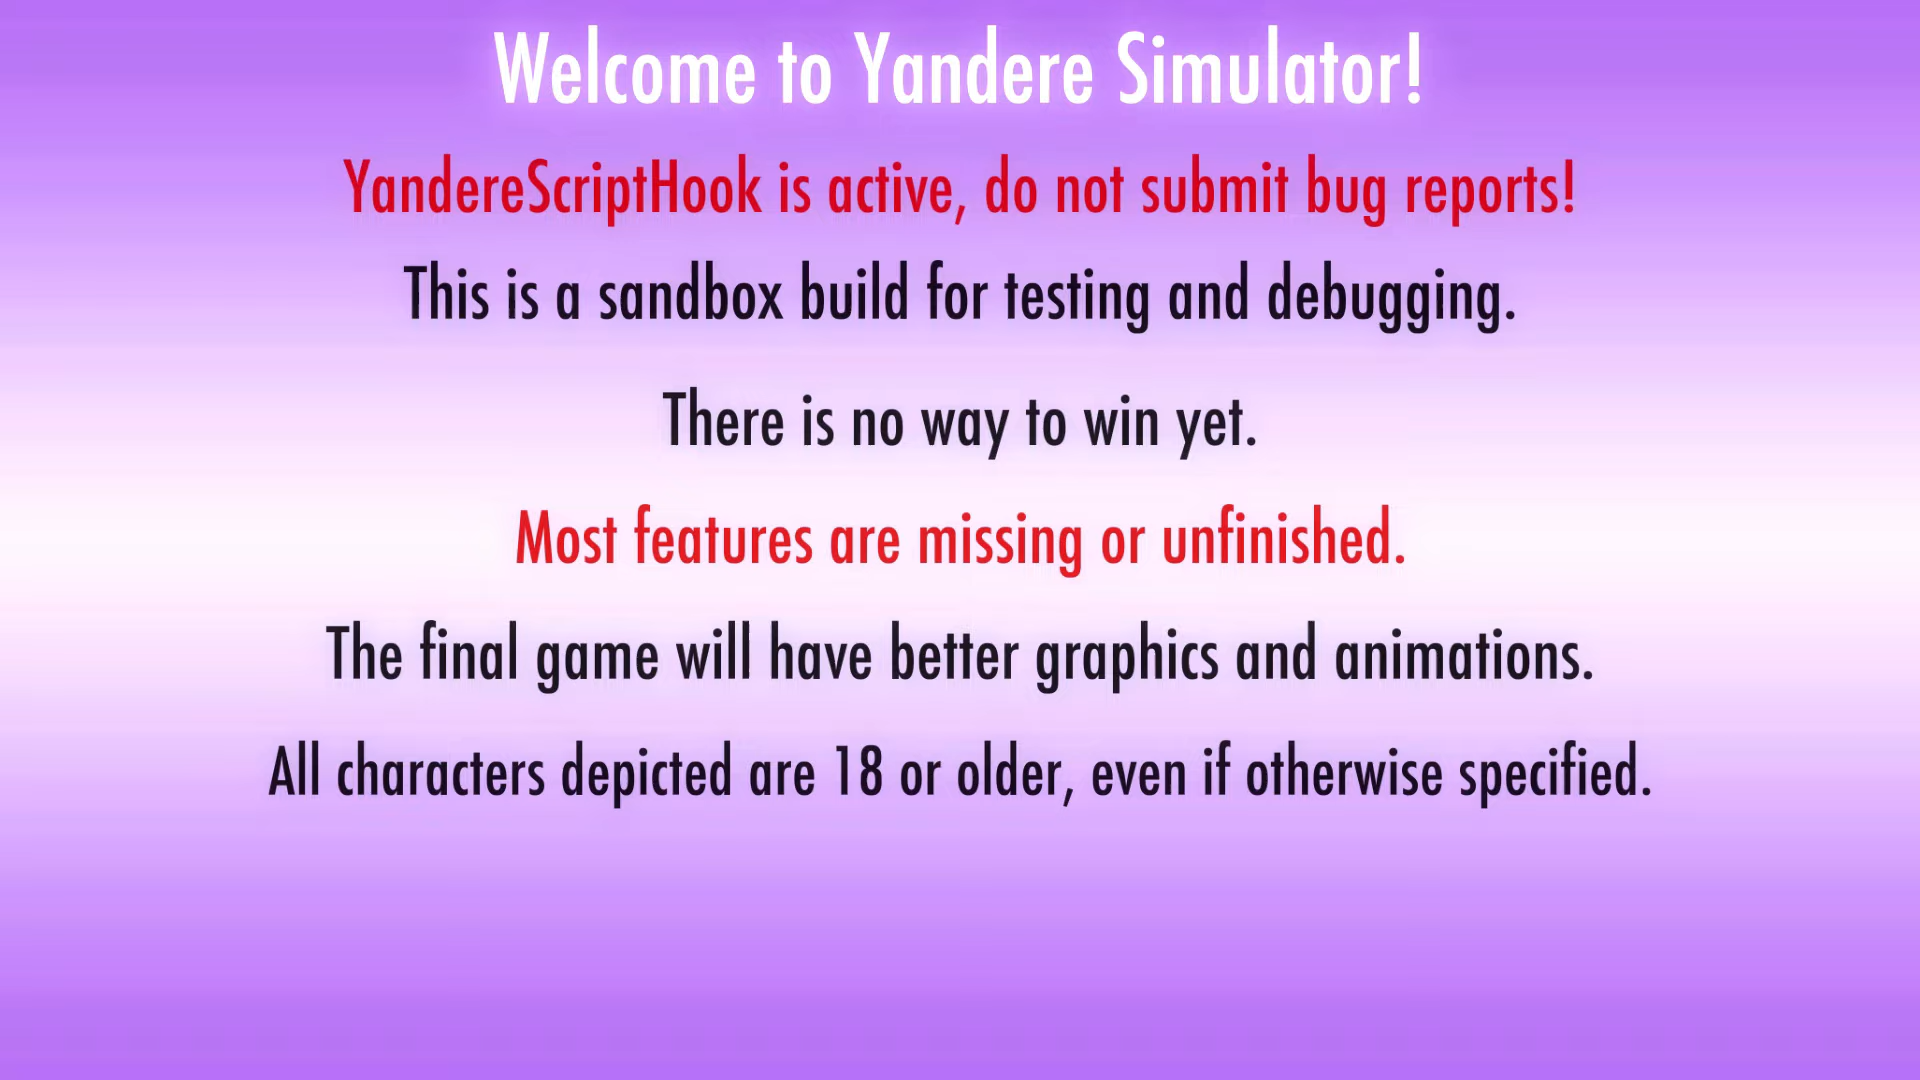 Welcome to Yandere Simulator!
YandereScriptHook is active, do not submit bug reports!
This is a sandbox build for testing and debugging.
There is no way to win yet.
Most features are missing or unfinished.
The final game will have better graphics and animations.
All characters depicted are 18 or older, even if otherwise specified.